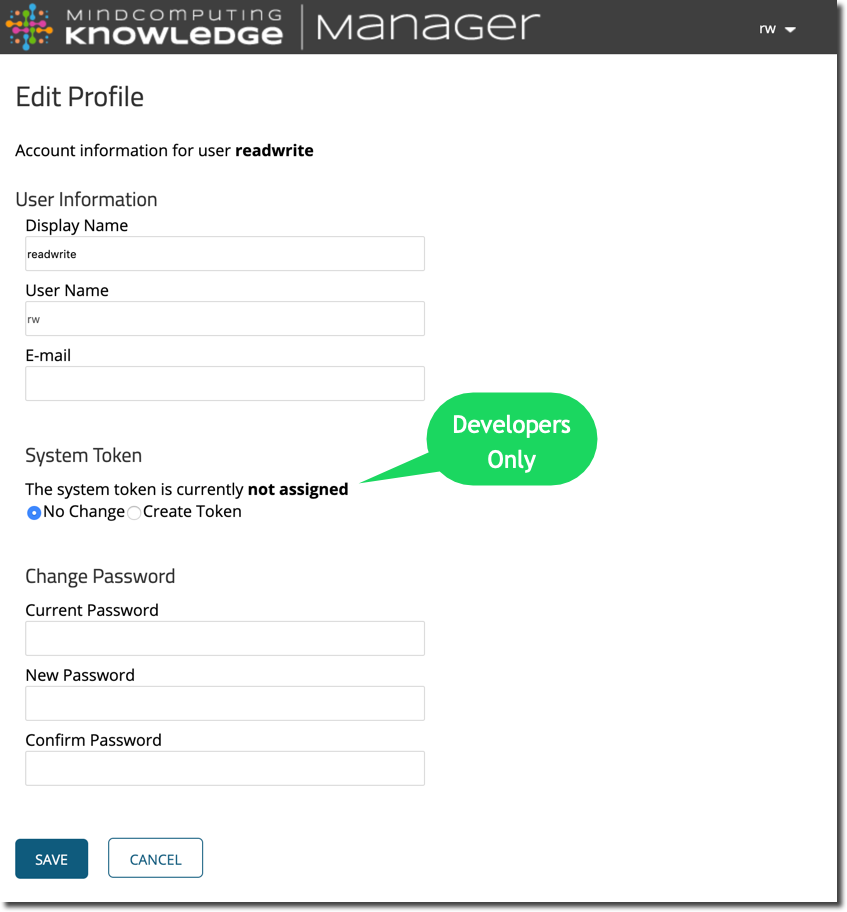 MINDCOMPUTING
KNOWLEDGE
Manager
rw
Edit Profile
Account information for user readwrite
User Information
Display Name
readwrite
User Name
rw
E-mail
Developers
Only
System Token
The system token is currently not assigned
No Change Create Token
Change Password
Current Password
New Password
Confirm Password
SAVE CANCEL